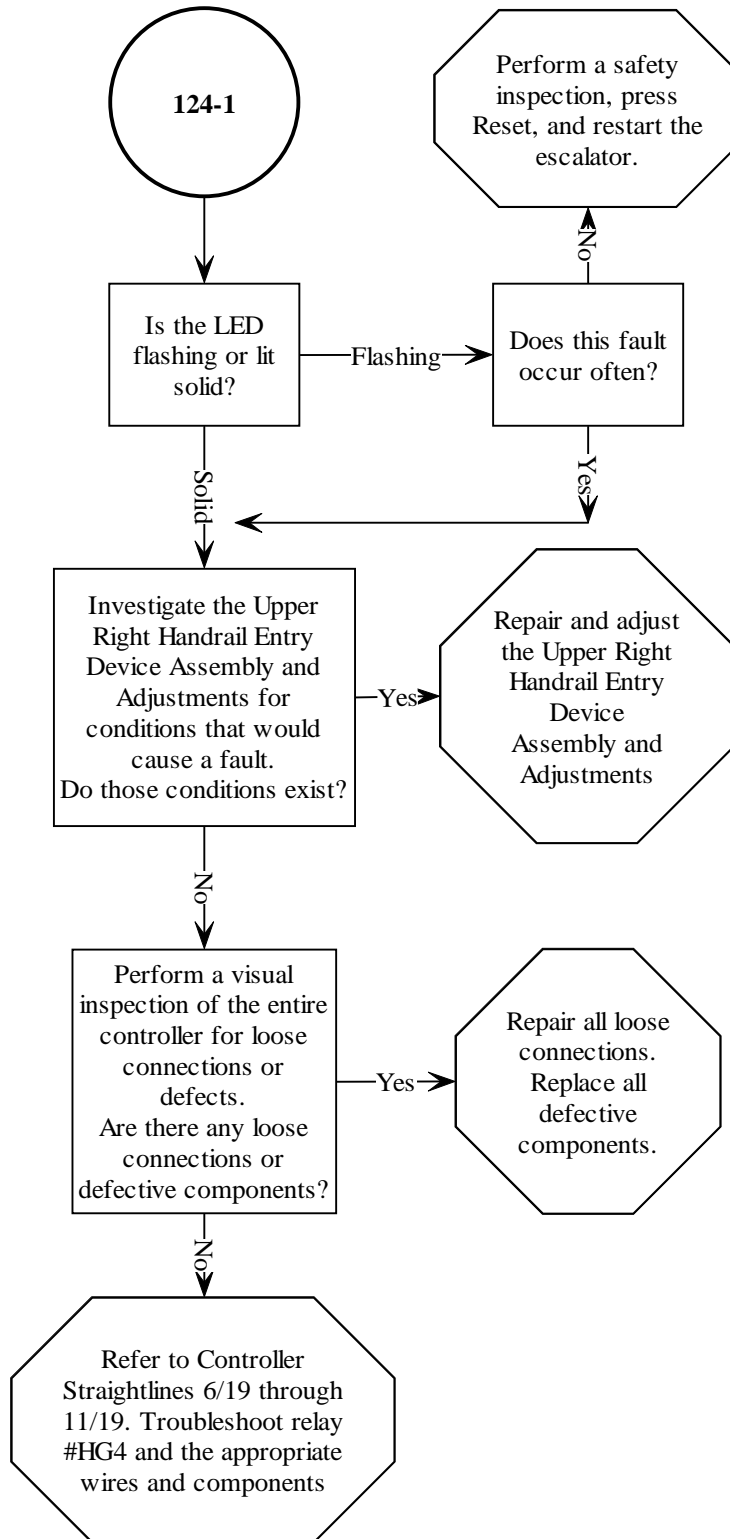 124-1
Perform a safety
inspection, press
Reset, and restart the
escalator.
No
Is the LED
flashing or lit
solid?
Flashing
Does this fault
occur often?
Solid
Yes
Investigate the Upper
Right Handrail Entry
Device Assembly and
Adjustments for
conditions that would
cause a fault.
Do those conditions exist?
Yes
Repair and adjust
the Upper Right
Handrail Entry
Device
Assembly and
Adjustments
No
Perform a visual
inspection of the entire
controller for loose
connections or
defects.
Are there any loose
connections or
defective components?
Yes
Repair all loose
connections.
Replace all
defective
components.
No
Refer to Controller
Straightlines 6/19 through
11/19. Troubleshoot relay
#HG4 and the appropriate
wires and components